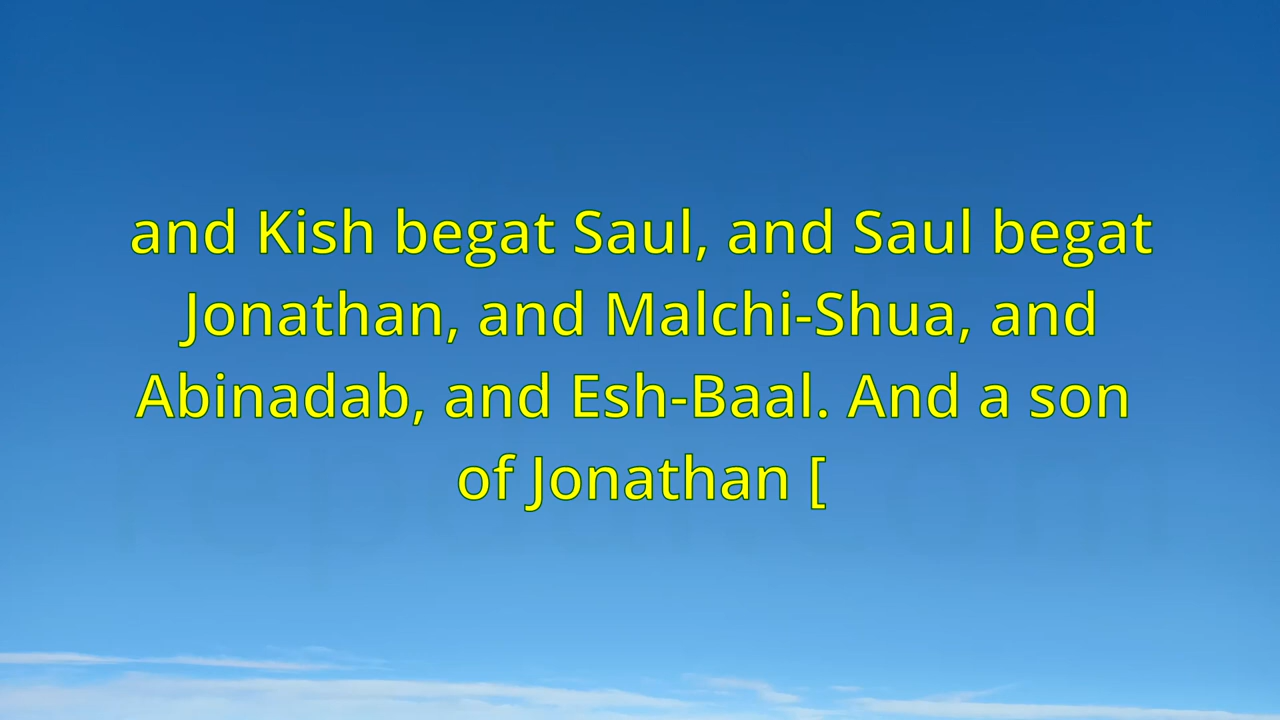 and Kish begat Saul, and Saul begat
Jonathan, and Malchi-Shua, and
Abinadab, and Esh-Baal. And a son
of Jonathan [